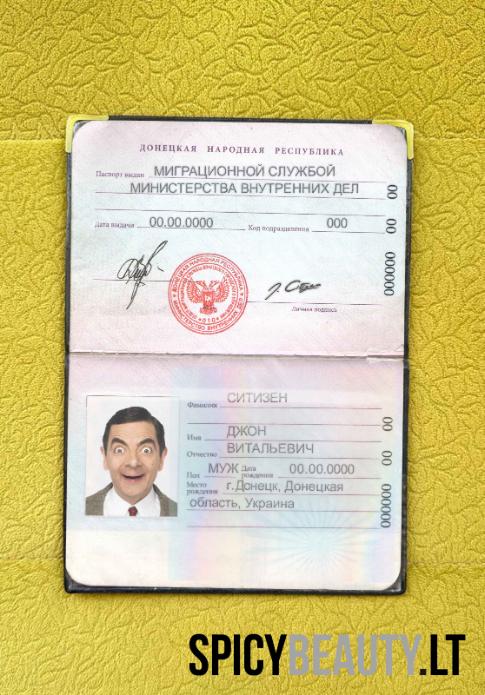 ДОНЕЦКАЯ НАРОДНАЯ РЕСПУБЛИКА
Паспорт выдан МИГРАЦИОННОЙ СЛУЖБОЙ
МИНИСТЕРСТВА ВНУТРЕННИХ ДЕЛ
Дата выдачи 00.00.0000 Код подразделения 000
Личная подпись
00 00 000000
Фамилия СИТИЗЕН
Имя ДЖОН
Отчество ВИТАЛЬЕВИЧ
Пол МУЖ Дата рождения 00.00.0000
Место рождения г.Донецк, Донецкая
область, Украина
00 00 000000
SPICYBEAUTY.LT